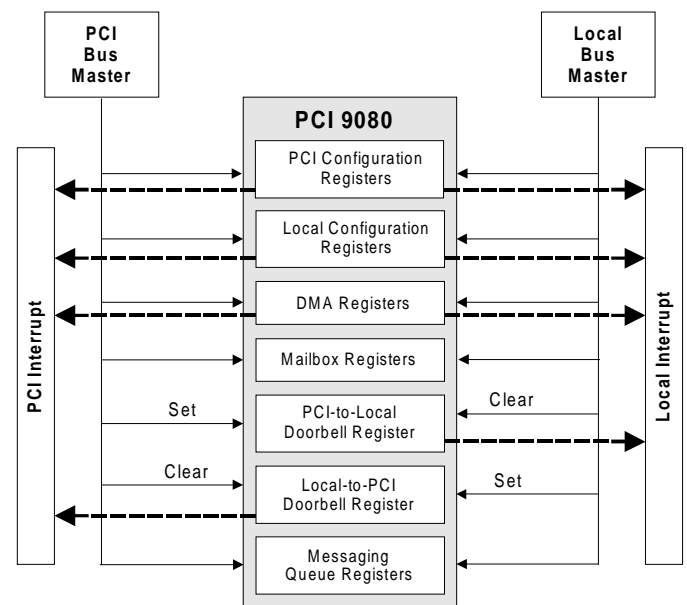 PCI
Bus
Master
Local
Bus
Master
PCI 9080
PCI Configuration
Registers
Local Configuration
Registers
DMA Registers
Mailbox Registers
Set
PCI-to-Local
Doorbell Register
Clear
Clear
Local-to-PCI
Doorbell Register
Set
Messaging
Queue Registers
PCI Interrupt
Local Interrupt